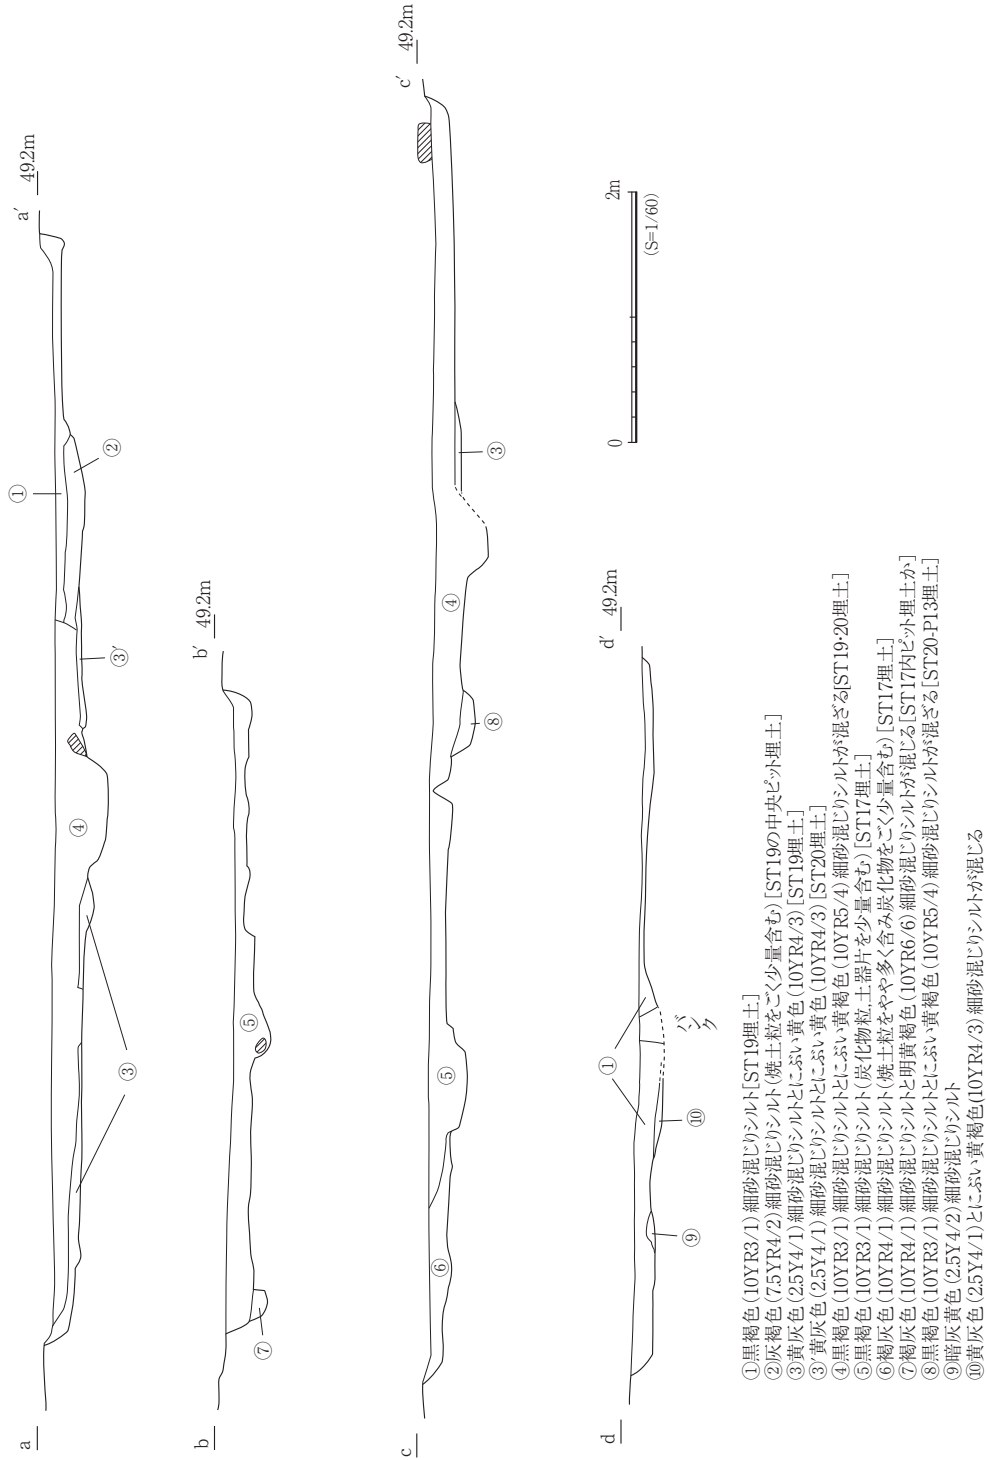 a
a′
49.2m
①
②
③
③′
④
b
b′
49.2m
⑤
⑦
c
c′
49.2m
③
④
⑤
⑥
⑧
d
d′
49.2m
①
⑨
⑩
バンク
0
2m
(S=1/60)
①黒褐色(10YR3/1)細砂混じりシルト[ST19埋土]
②灰褐色(7.5YR4/2)細砂混じりシルト(焼土粒をごく少量含む)[ST19の中央ピット埋土]
③黄灰色(2.5Y4/1)細砂混じりシルトとにぶい黄色(10YR4/3)[ST19埋土]
③′黄灰色(2.5Y4/1)細砂混じりシルトとにぶい黄色(10YR4/3)[ST20埋土]
④黒褐色(10YR3/1)細砂混じりシルトとにぶい黄褐色(10YR5/4)細砂混じりシルトが混ざる[ST19・20埋土]
⑤黒褐色(10YR3/1)細砂混じりシルト(炭化物粒,土器片を少量含む)[ST17埋土]
⑥褐灰色(10YR4/1)細砂混じりシルト(焼土粒をやや多く含み炭化物をごく少量含む)[ST17埋土]
⑦褐灰色(10YR4/1)細砂混じりシルトと明黄褐色(10YR6/6)細砂混じりシルトが混じる[ST17内ピット埋土か]
⑧黒褐色(10YR3/1)細砂混じりシルトとにぶい黄褐色(10YR5/4)細砂混じりシルトが混ざる[ST20-P13埋土]
⑨暗灰黄色(2.5Y4/2)細砂混じりシルト
⑩黄灰色(2.5Y4/1)とにぶい黄褐色(10YR4/3)細砂混じりシルトが混じる